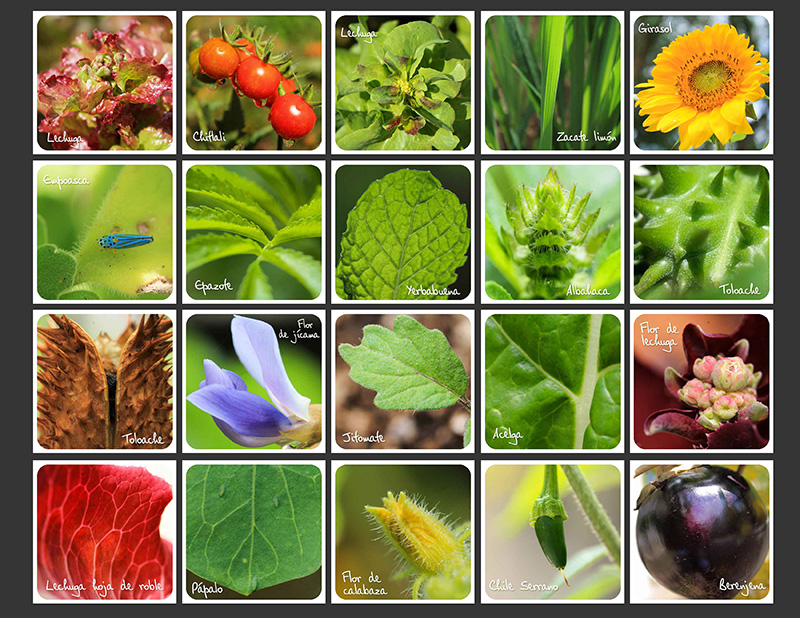 Lechuga
Chitlali
Lechuga
Zacate limón
Girasol
Empoasca
Epazote
Yerbabuena
Albahaca
Toloache
Toloache
Flor
de jícama
Jitomate
Acelga
Flor de
lechuga
Lechuga hoja de roble
Pápalo
Flor de
calabaza
Chile Serrano
Berenjena